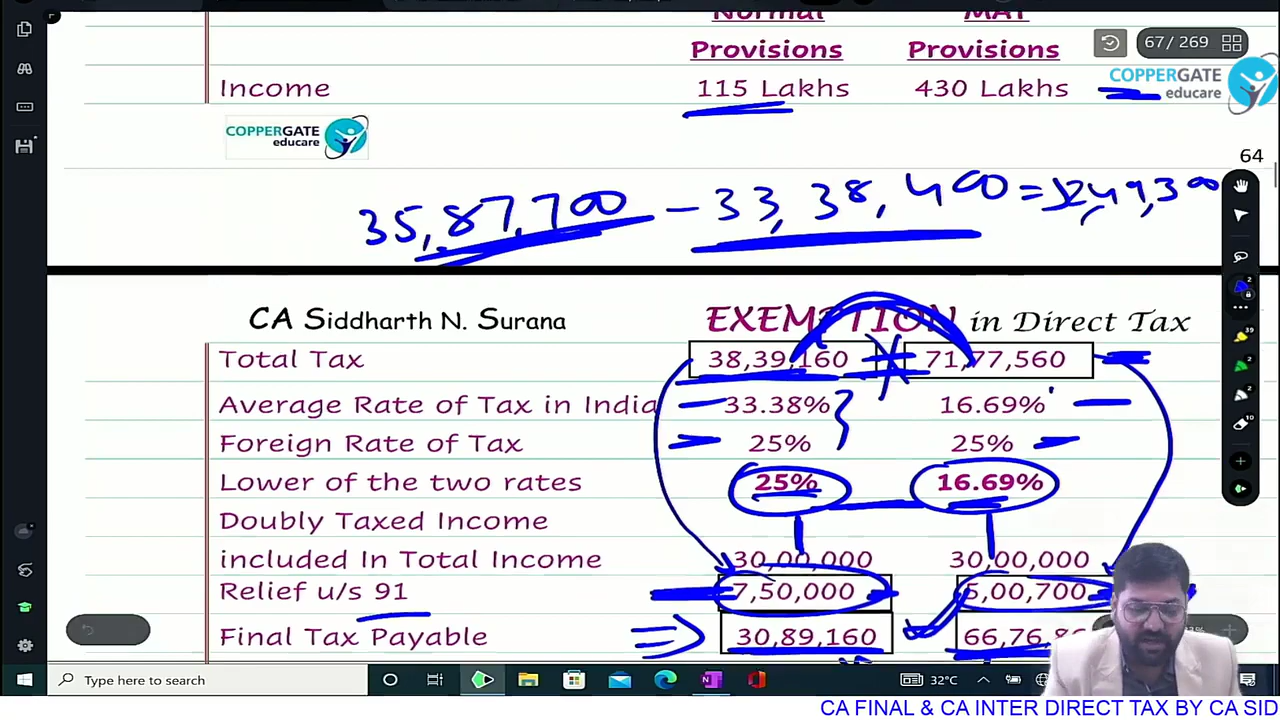 Normal MAT
Provisions Provisions
67 / 269
Income 115 Lakhs 430 Lakhs
COPPERGATE
educare
COPPERGATE
educare
64
35,87,700 - 33,38,400 =
CA Siddharth N. Surana EXEMPTION in Direct Tax
Total Tax 38,39,160 71,77,560
Average Rate of Tax in India 33.38% 16.69%
Foreign Rate of Tax 25% 25%
Lower of the two rates 25% 16.69%
Doubly Taxed Income
included In Total Income 30,00,000 30,00,000
Relief u/s 91 7,50,000 5,00,700
Final Tax Payable 30,89,160 66,76,8
Type here to search 32°C
CA FINAL & CA INTER DIRECT TAX BY CA SID